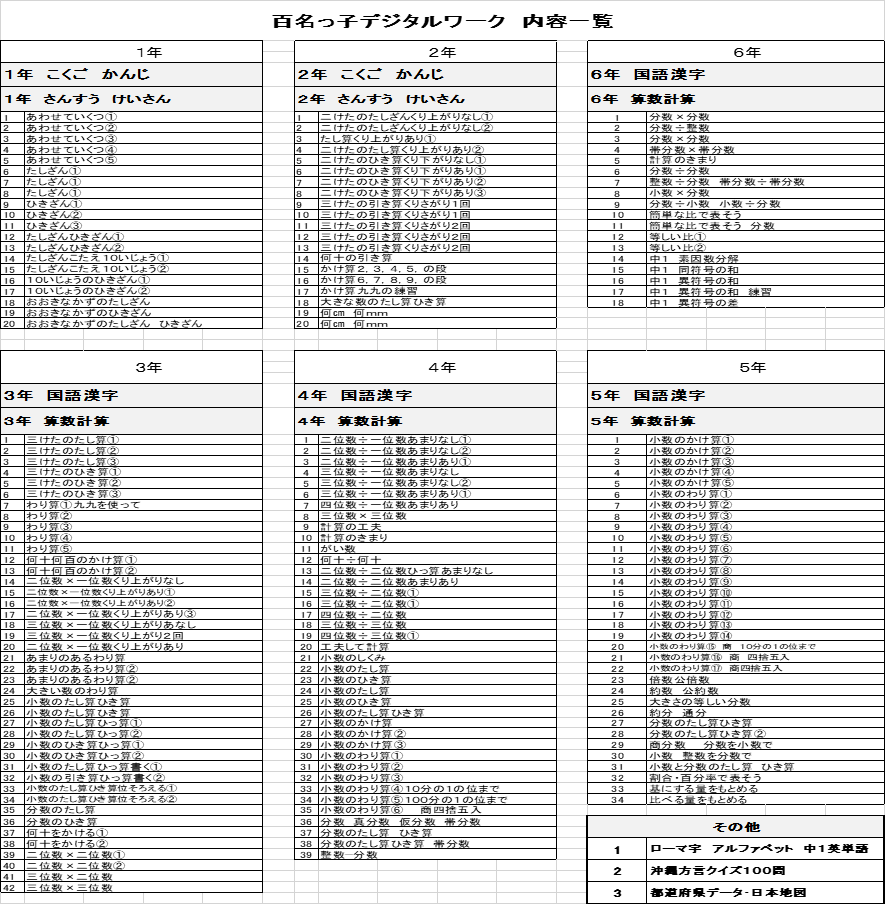 百名っ子デジタルワーク 内容一覧
1年
1年 こくご かんじ
1年 さんすう けいさん
1 あわせていくつ①
2 あわせていくつ②
3 あわせていくつ③
4 あわせていくつ④
5 あわせていくつ⑤
6 たしざん①
7 たしざん①
8 たしざん①
9 ひきざん①
10 ひきざん②
11 ひきざん③
12 たしざんひきざん①
13 たしざんひきざん②
14 たしざんこたえ10いじょう①
15 たしざんこたえ10いじょう②
16 10いじょうのひきざん①
17 10いじょうのひきざん②
18 おおきなかずのたしざん
19 おおきなかずのひきざん
20 おおきなかずのたしざん ひきざん
2年
2年 こくご かんじ
2年 さんすう けいさん
1 二けたのたしざんくり上がりなし①
2 二けたのたしざんくり上がりなし②
3 たし算くり上がりあり①
4 二けたのたし算くり上がりあり②
5 二けたのひき算くり下がりなし①
6 二けたのひき算くり下がりあり①
7 二けたのひき算くり下がりあり②
8 二けたのひき算くり下がりあり③
9 三けたの引き算くりさがり1回
10 三けたの引き算くりさがり1回
11 三けたの引き算くりさがり2回
12 三けたの引き算くりさがり2回
13 三けたの引き算くりさがり2回
14 何十の引き算
15 かけ算2, 3, 4, 5, の段
16 かけ算6, 7, 8, 9, の段
17 かけ算九九の練習
18 大きな数のたし算ひき算
19 何㎝ 何mm
20 何㎝ 何mm
6年
6年 国語漢字
6年 算数計算
1 分数×分数
2 分数÷整数
3 分数×分数
4 帯分数×帯分数
5 計算のきまり
6 分数÷分数
7 整数÷分数 帯分数÷帯分数
8 小数×分数
9 分数÷小数 小数÷分数
10 簡単な比で表そう
11 簡単な比で表そう 分数
12 等しい比①
13 等しい比②
14 中1 素因数分解
15 中1 同符号の和
16 中1 異符号の和
7 中1 異符号の和 練習
18 中1 異符号の差
3年
3年 国語漢字
3年 算数計算
1 三けたのたし算①
2 三けたのたし算②
3 三けたのたし算③
4 三けたのひき算①
5 三けたのひき算②
6 三けたのひき算③
7 わり算①九九を使って
8 わり算②
9 わり算③
10 わり算④
11 わり算⑤
12 何十何百のかけ算①
13 何十何百のかけ算②
14 二位数×一位数くり上がりなし
15 二位数×一位数くり上がりあり①
16 二位数×一位数くり上がりあり②
17 二位数×一位数くり上がりあり③
18 三位数×一位数くり上がりあなし
19 三位数×一位数くり上がり2回
20 二位数×一位数くり上がりあり
21 あまりのあるわり算
22 あまりのあるわり算②
23 あまりのあるわり算②
24 大きい数のわり算
25 小数のたし算ひき算
26 小数のたし算ひき算
27 小数のたし算ひっ算①
28 小数のたし算ひっ算②
29 小数のひき算ひっ算①
30 小数のひき算ひっ算②
31 小数のたし算ひっ算書く①
32 小数の引き算ひっ算書く②
33 小数のたし算ひき算位そろえる①
34 小数のたし算ひき算位そろえる②
35 分数のたし算
36 分数のひき算
37 何十をかける①
38 何十をかける②
39 二位数×二位数①
40 二位数×二位数②
41 三位数×二位数
42 三位数×三位数
4年
4年 国語漢字
4年 算数計算
1 二位数÷一位数あまりなし①
2 二位数÷一位数あまりなし②
3 二位数÷一位数あまりあり①
4 三位数÷一位数あまりなし
5 三位数÷一位数あまりなし②
6 三位数÷一位数あまりあり①
7 四位数÷一位数あまりあり
8 三位数×三位数
9 計算の工夫
10 計算のきまり
11 がい数
12 何十÷何十
13 二位数÷二位数ひっ算あまりなし
14 二位数÷二位数あまりあり
15 三位数÷二位数①
16 三位数÷二位数①
17 四位数÷二位数
18 三位数÷三位数
19 四位数÷三位数①
20 工夫して計算
21 小数のしくみ
22 小数のたし算
23 小数のひき算
24 小数のたし算
25 小数のひき算
26 小数のたし算ひき算
27 小数のかけ算
28 小数のかけ算②
29 小数のかけ算③
30 小数のわり算①
31 小数のわり算②
32 小数のわり算③
33 小数のわり算④10分の1の位まで
34 小数のわり算⑤100分の1の位まで
35 小数のわり算⑥ 商四捨五入
36 分数 真分数 仮分数 帯分数
37 分数のたし算 ひき算
38 分数のたし算ひき算 帯分数
39 整数−分数
5年
5年 国語漢字
5年 算数計算
1 小数のかけ算①
2 小数のかけ算②
3 小数のかけ算③
4 小数のかけ算④
5 小数のかけ算⑤
6 小数のわり算①
7 小数のわり算②
8 小数のわり算③
9 小数のわり算④
10 小数のわり算⑤
11 小数のわり算⑥
12 小数のわり算⑦
13 小数のわり算⑧
14 小数のわり算⑨
15 小数のわり算⑩
16 小数のわり算⑪
17 小数のわり算⑫
18 小数のわり算⑬
19 小数のわり算⑭
20 小数のわり算⑮ 商 10分の1の位まで
21 小数のわり算⑯ 商 四捨五入
22 小数のわり算⑰ 商四捨五入
23 倍数公倍数
24 約数 公約数
25 大きさの等しい分数
26 約分 通分
27 分数のたし算ひき算
28 分数のたし算ひき算②
29 商分数 分数を小数で
30 小数 整数を分数で
31 小数と分数のたし算 ひき算
32 割合・百分率で表そう
33 基にする量をもとめる
34 比べる量をもとめる
その他
1 ローマ字 アルファベット 中1英単語
2 沖縄方言クイズ100問
3 都道府県データ-日本地図